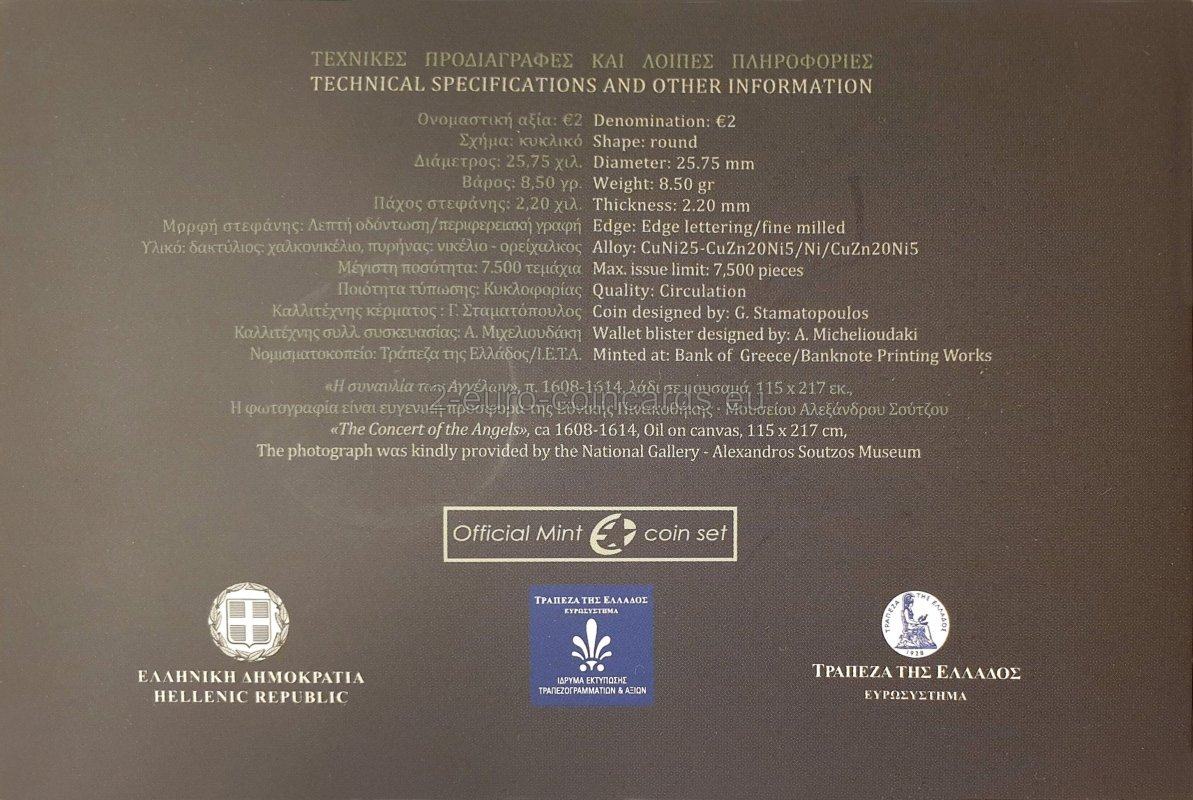 ΤΕΧΝΙΚΕΣ ΠΡΟΔΙΑΓΡΑΦΕΣ ΚΑΙ ΛΟΙΠΕΣ ΠΛΗΡΟΦΟΡΙΕΣ
TECHNICAL SPECIFICATIONS AND OTHER INFORMATION
Ονομαστική αξία: €2 Denomination: €2
Σχήμα: κυκλικό Shape: round
Διάμετρος: 25,75 χιλ. Diameter: 25.75 mm
Βάρος: 8,50 γρ. Weight: 8.50 gr
Πάχος στεφάνης: 2,20 χιλ. Thickness: 2.20 mm
Μορφή στεφάνης: Λεπτή οδόντωση/περιφερειακή γραφή Edge: Edge lettering/fine milled
Υλικό: δακτύλιος: χαλκονικέλιο, πυρήνας: νικέλιο - ορείχαλκος Alloy: CuNi25-CuZn20Ni5/Ni/CuZn20Ni5
Μέγιστη ποσότητα: 7.500 τεμάχια Max. issue limit: 7,500 pieces
Ποιότητα τύπωσης: Κυκλοφορίας Quality: Circulation
Καλλιτέχνης κέρματος : Γ. Σταματόπουλος Coin designed by: G. Stamatopoulos
Καλλιτέχνης συλλ. συσκευασίας: Α. Μιχελιουδάκη Wallet blister designed by: A. Michelioudaki
Νομισματοκοπείο: Τράπεζα της Ελλάδος/Ι.Ε.Τ.Α. Minted at: Bank of Greece/Banknote Printing Works
«Η συναυλία των Αγγέλων», π. 1608-1614, λάδι σε μουσαμά, 115 x 217 εκ.,
2-euro-coincards.eu
Η φωτογραφία είναι ευγενική προσφορά της Εθνικής Πινακοθήκης - Μουσείου Αλεξάνδρου Σούτζου
«The Concert of the Angels», ca 1608-1614, Oil on canvas, 115 x 217 cm,
The photograph was kindly provided by the National Gallery - Alexandros Soutzos Museum
Official Mint coin set
ΕΛΛΗΝΙΚΗ ΔΗΜΟΚΡΑΤΙΑ
HELLENIC REPUBLIC
ΤΡΑΠΕΖΑ ΤΗΣ ΕΛΛΑΔΟΣ
ΕΥΡΩΣΥΣΤΗΜΑ
ΙΔΡΥΜΑ ΕΚΤΥΠΩΣΗΣ
ΤΡΑΠΕΖΟΓΡΑΜΜΑΤΙΩΝ & ΑΞΙΩΝ
ΤΡΑΠΕΖΑ ΤΗΣ ΕΛΛΑΔΟΣ
1928
ΤΡΑΠΕΖΑ ΤΗΣ ΕΛΛΑΔΟΣ
ΕΥΡΩΣΥΣΤΗΜΑ